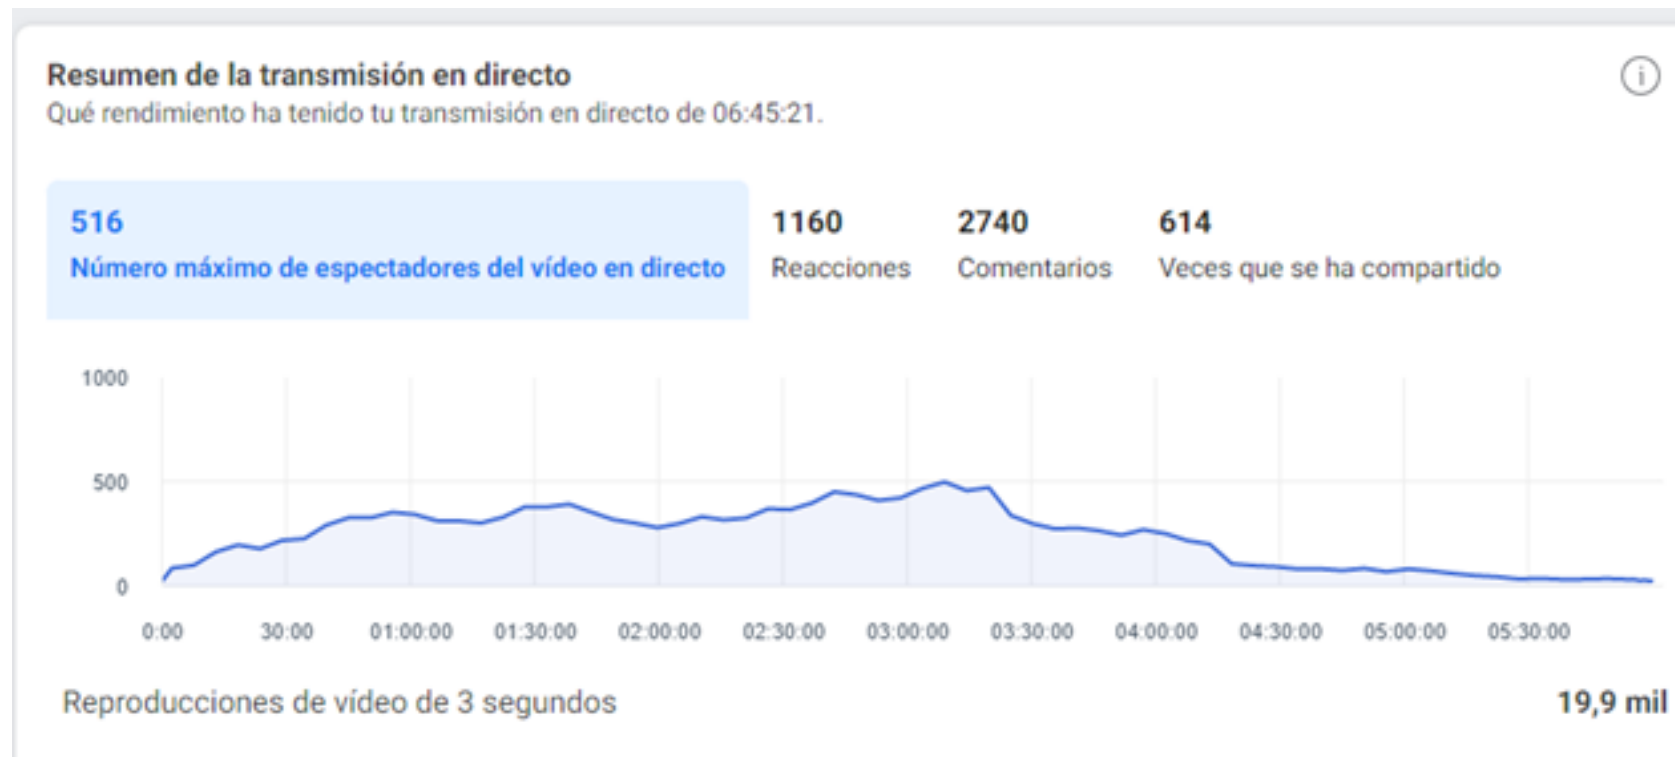 Resumen de la transmisión en directo
Qué rendimiento ha tenido tu transmisión en directo de 06:45:21.
516 1160 2740 614
Número máximo de espectadores del vídeo en directo Reacciones Comentarios Veces que se ha compartido
1000
500
0
0:00 30:00 01:00:00 01:30:00 02:00:00 02:30:00 03:00:00 03:30:00 04:00:00 04:30:00 05:00:00 05:30:00
Reproducciones de vídeo de 3 segundos 19,9 mil